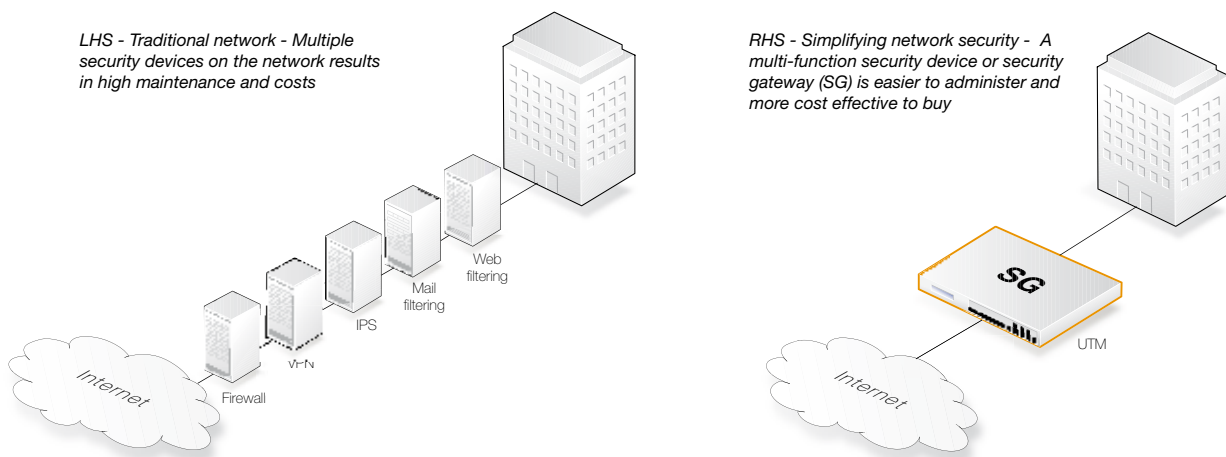 LHS - Traditional network - Multiple
security devices on the network results
in high maintenance and costs
RHS - Simplifying network security - A
multi-function security device or security
gateway (SG) is easier to administer and
more cost effective to buy
Web
filtering
Mail
filtering
IPS
VPN
Firewall
Internet
SG
UTM
Internet